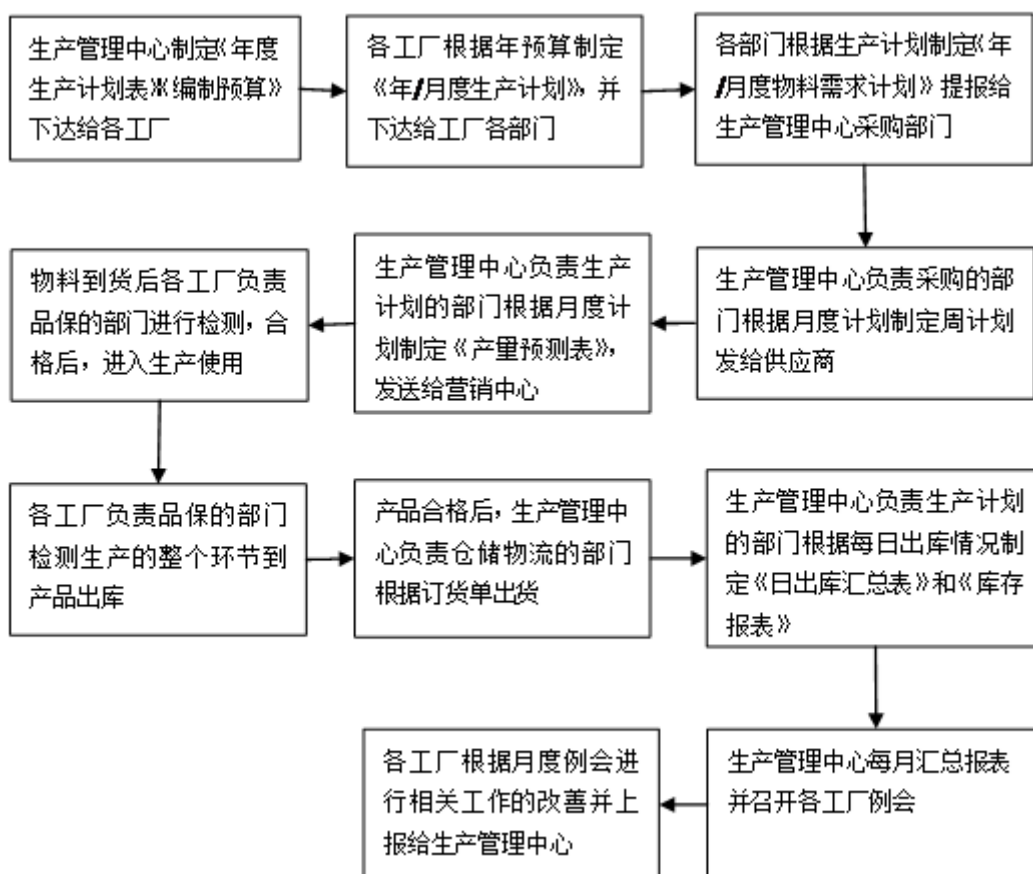 生产管理中心制定《年度
生产计划表》《编制预算》
下达给各工厂
各工厂根据年预算制定
《年/月度生产计划》，并
下达给工厂各部门
各部门根据生产计划制定《年
/月度物料需求计划》提报给
生产管理中心采购部门
生产管理中心负责采购的部
门根据月度计划制定周计划
发给供应商
生产管理中心负责生产
计划的部门根据月度计
划制定《产量预测表》，
发送给营销中心
物料到货后各工厂负责
品保的部门进行检测，合
格后，进入生产使用
各工厂负责品保的部门
检测生产的整个环节到
产品出库
产品合格后，生产管理中
心负责仓储物流的部门
根据订货单出货
生产管理中心负责生产计划
的部门根据每日出库情况制
定《日出库汇总表》和《库存
报表》
生产管理中心每月汇总报表
并召开各工厂例会
各工厂根据月度例会进
行相关工作的改善并上
报给生产管理中心